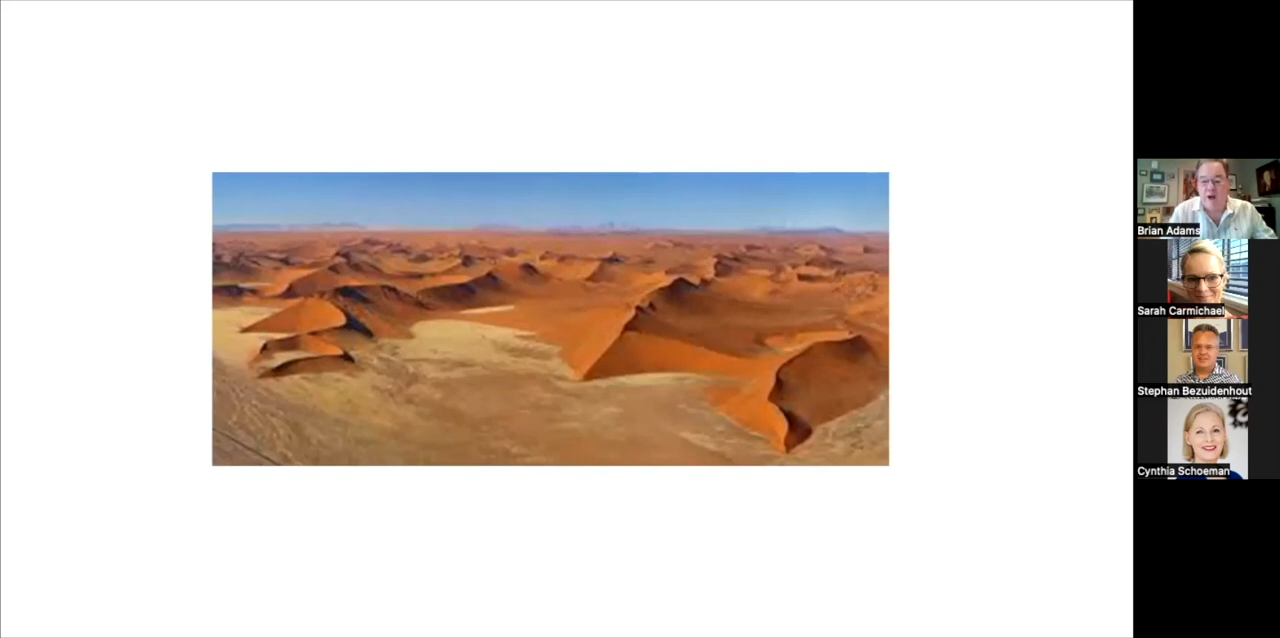 Brian Adams
Sarah Carmichael
Stephan Bezuidenhout
Cynthia Schoeman